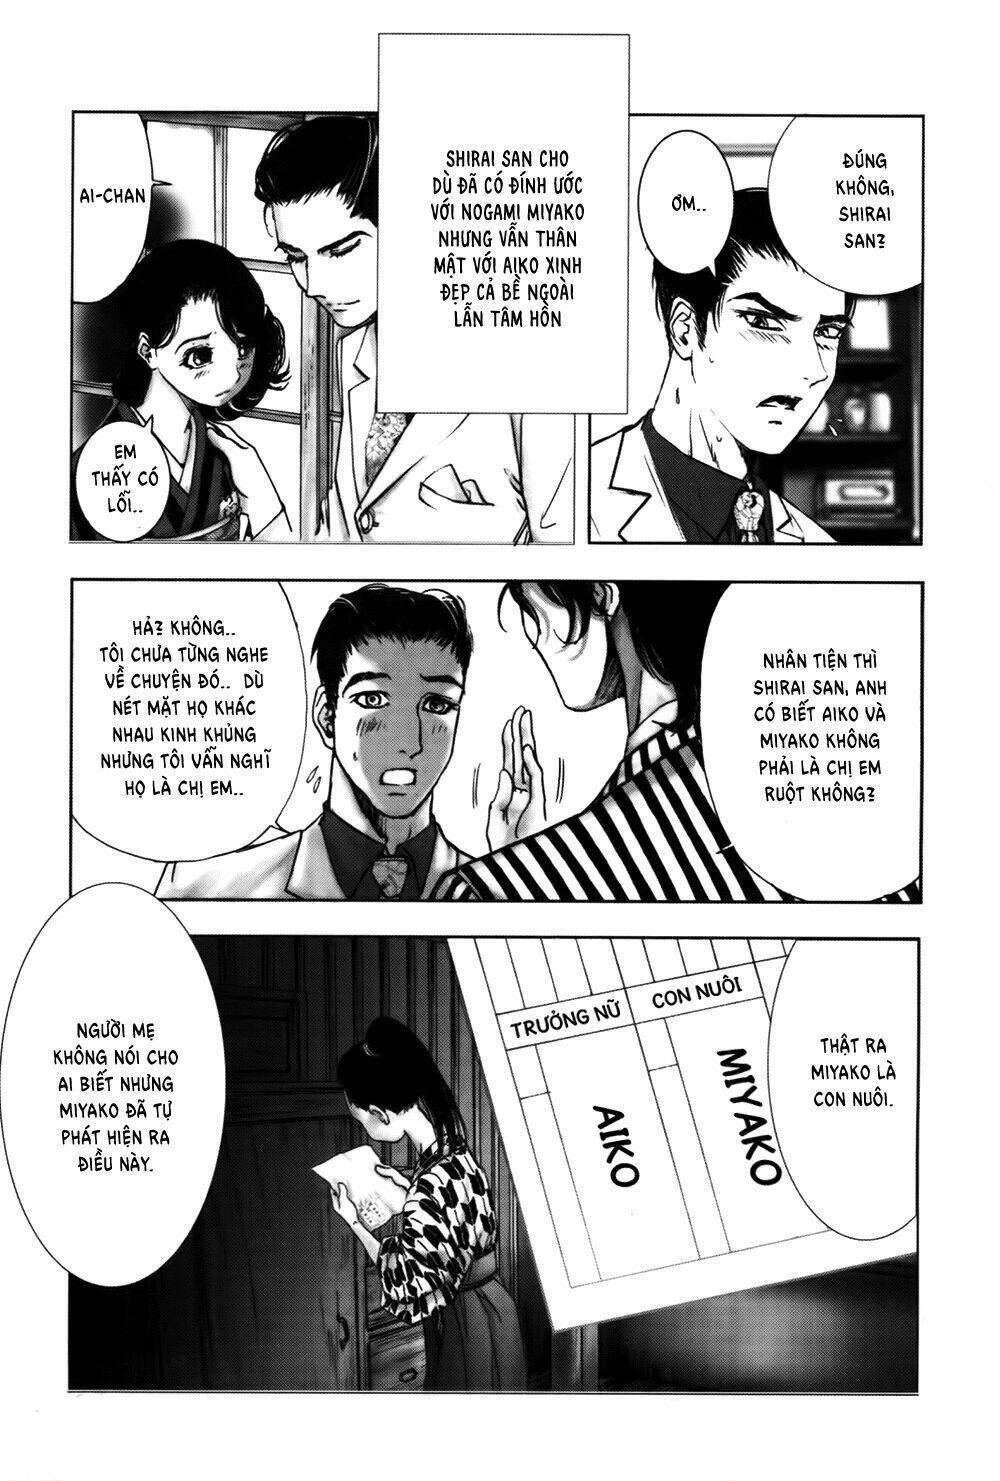 ĐÚNG
KHÔNG,
SHIRAI
SAN?
ƠM..
SHIRAI SAN CHO
DÙ ĐÃ CÓ ĐÍNH ƯỚC
VỚI NOGAMI MIYAKO
NHƯNG VẪN THÂN
MẬT VỚI AIKO XINH
ĐẸP CẢ BỀ NGOÀI
LẪN TÂM HỒN
AI-CHAN
EM
THẤY CÓ
LỖI..
NHÂN TIỆN THÌ
SHIRAI SAN, ANH
CÓ BIẾT AIKO VÀ
MIYAKO KHÔNG
PHẢI LÀ CHỊ EM
RUỘT KHÔNG?
HẢ? KHÔNG..
TÔI CHƯA TỪNG NGHE
VỀ CHUYỆN ĐÓ.. DÙ
NÉT MẶT HỌ KHÁC
NHAU KINH KHỦNG
NHƯNG TÔI VẪN NGHĨ
HỌ LÀ CHỊ EM..
THẬT RA
MIYAKO LÀ
CON NUÔI.
CON NUÔI
MIYAKO
TRƯỞNG NỮ
AIKO
NGƯỜI MẸ
KHÔNG NÓI CHO
AI BIẾT NHƯNG
MIYAKO ĐÃ TỰ
PHÁT HIỆN RA
ĐIỀU NÀY.